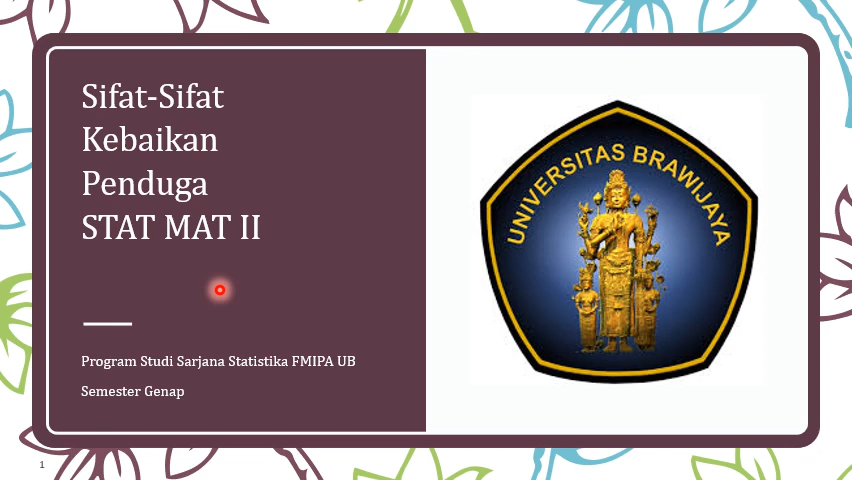 Sifat-Sifat
Kebaikan
Penduga
STAT MAT II
Program Studi Sarjana Statistika FMIPA UB
Semester Genap
UNIVERSITAS BRAWIJAYA
1